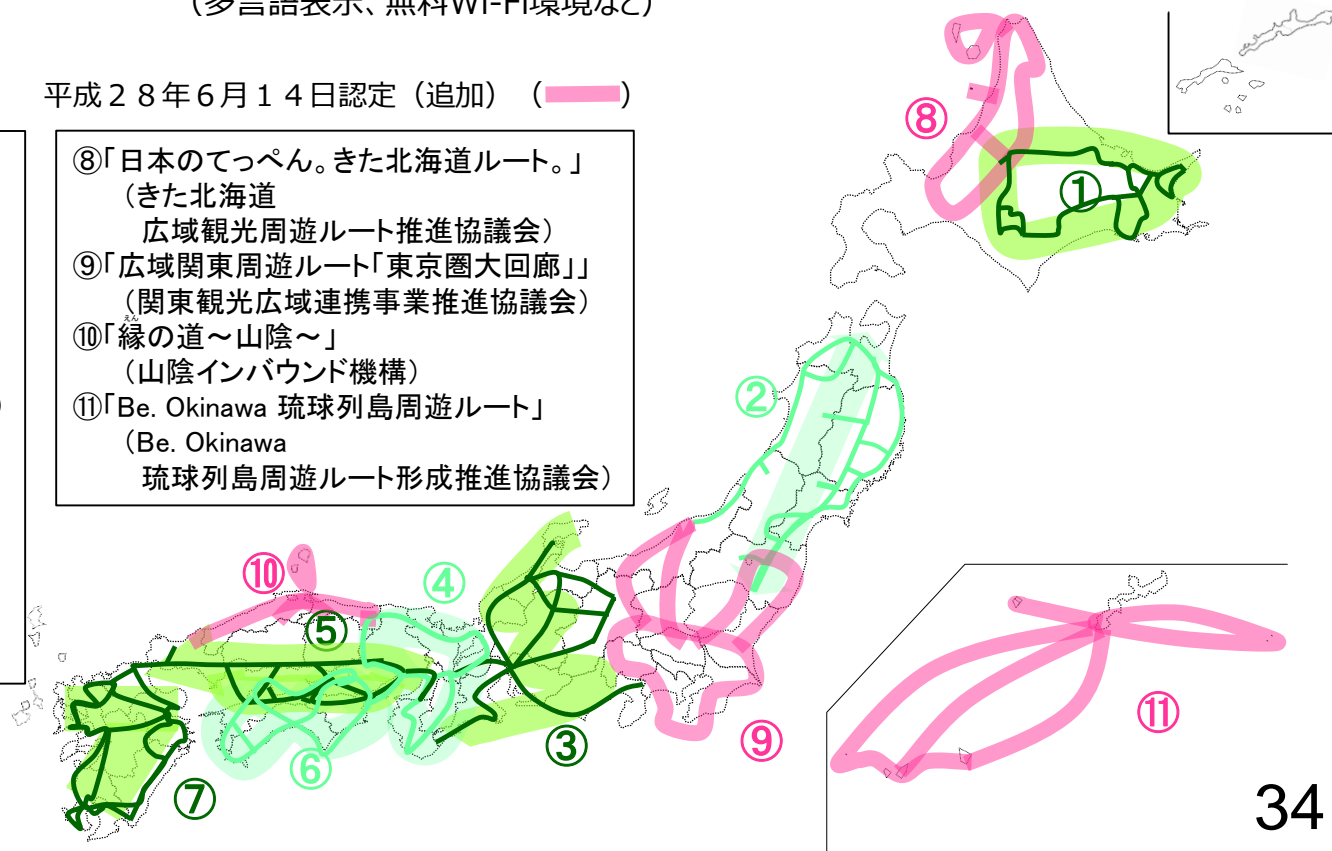 (多言語表示、無料Wi-Fi環境など)
平成28年6月14日認定(追加)( )
⑧「日本のてっぺん。きた北海道ルート。」
(きた北海道
広域観光周遊ルート推進協議会)
⑨「広域関東周遊ルート「東京圏大回廊」」
(関東観光広域連携事業推進協議会)
えん
⑩「縁の道~山陰~」
(山陰インバウンド機構)
⑪「Be. Okinawa 琉球列島周遊ルート」
(Be. Okinawa
琉球列島周遊ルート形成推進協議会)
⑧
①
②
⑩
④
⑤
③
⑥
⑦
⑨
⑪
34